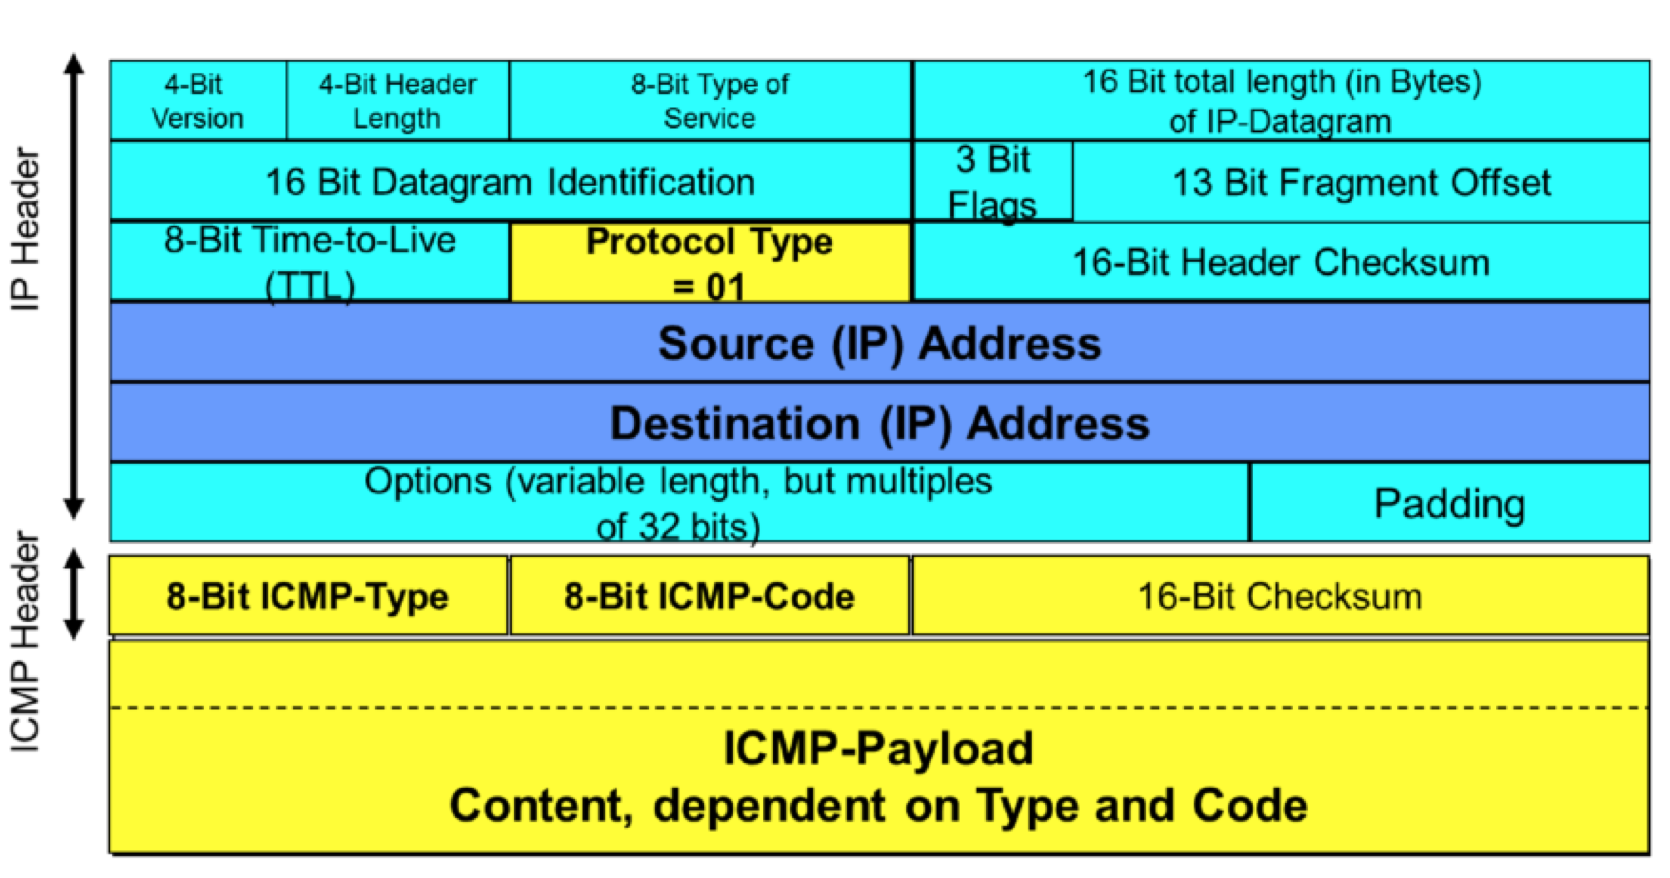 IP Header
4-Bit
Version
4-Bit Header
Length
8-Bit Type of
Service
16 Bit total length (in Bytes)
of IP-Datagram
16 Bit Datagram Identification
3 Bit
Flags
13 Bit Fragment Offset
8-Bit Time-to-Live
(TTL)
Protocol Type
= 01
16-Bit Header Checksum
Source (IP) Address
Destination (IP) Address
Options (variable length, but multiples
of 32 bits)
Padding
ICMP Header
8-Bit ICMP-Type
8-Bit ICMP-Code
16-Bit Checksum
ICMP-Payload
Content, dependent on Type and Code